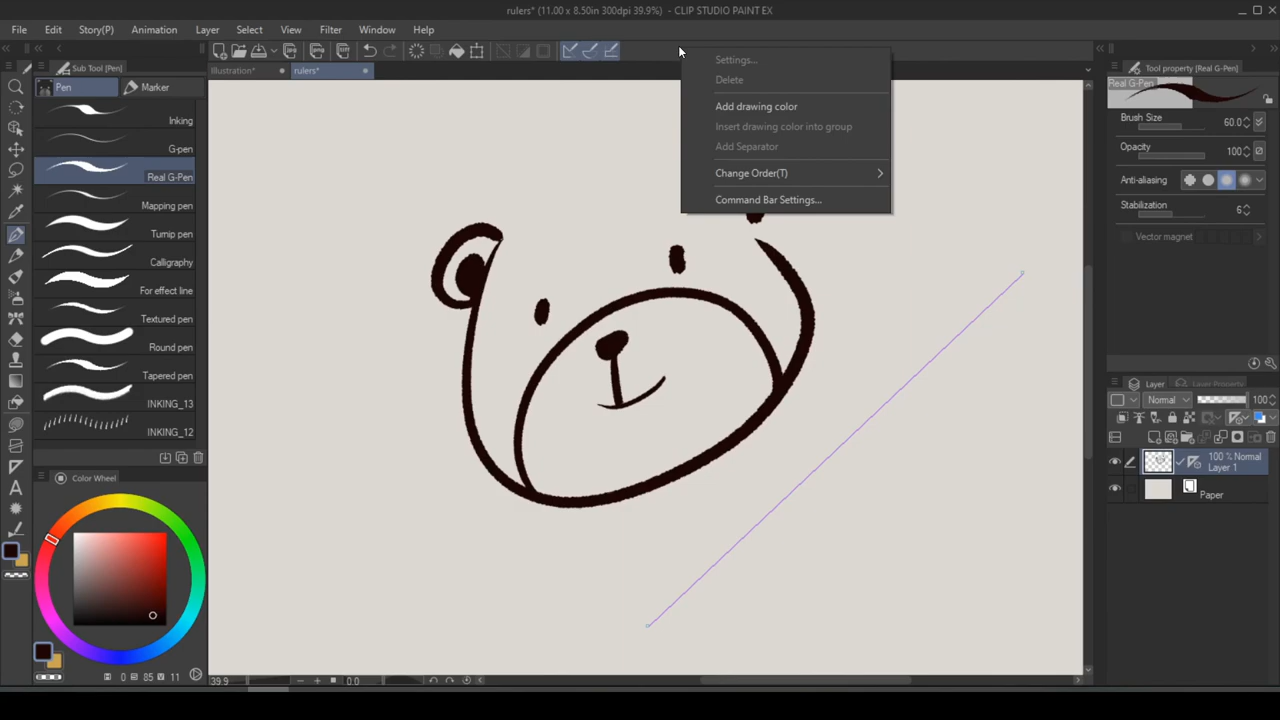 rulers* (11.00 x 8.50in 300dpi 39.9%) - CLIP STUDIO PAINT EX
File Edit Story(P) Animation Layer Select View Filter Window Help
Sub Tool [Pen]
Illustration* rulers*
Tool property [Real G-Pen]
Pen Marker
Real G-Pen
Inking
G-pen
Real G-Pen
Mapping pen
Turnip pen
Calligraphy
For effect line
Textured pen
Round pen
Tapered pen
INKING_13
INKING_12
Settings...
Delete
Add drawing color
Insert drawing color into group
Add Separator
Change Order(T)
Command Bar Settings...
Brush Size 60.0
Opacity 100
Anti-aliasing
Stabilization 6
Vector magnet
Layer Layer Property
Normal 100
100 % Normal
Layer 1
Paper
Color Wheel
H 0 S 85 V 11
39.9 0.0